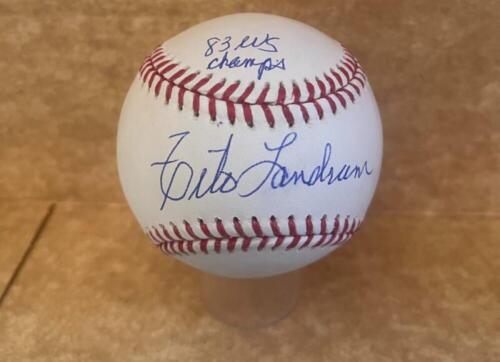 83 WS
champs
Tito Landrum